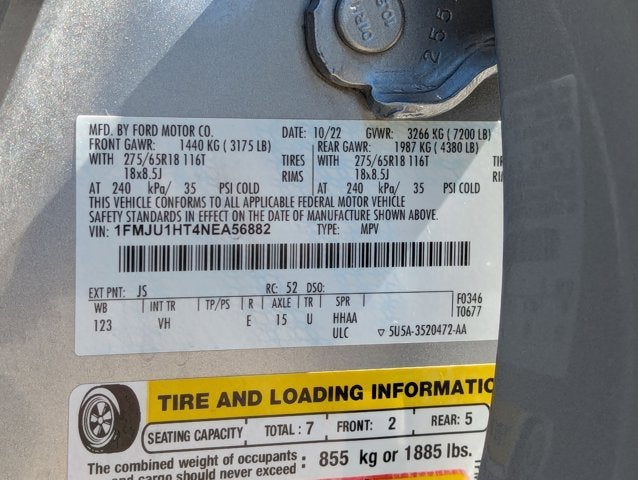 255
MFD. BY FORD MOTOR CO. DATE: 10/22 GVWR: 3266 KG ( 7200 LB)
FRONT GAWR: 1440 KG ( 3175 LB) REAR GAWR: 1987 KG ( 4380 LB)
WITH 275/65R18 116T TIRES WITH 275/65R18 116T
18x8.5J RIMS 18x8.5J
AT 240 kPa/ 35 PSI COLD AT 240 kPa/ 35 PSI COLD
THIS VEHICLE CONFORMS TO ALL APPLICABLE FEDERAL MOTOR VEHICLE
SAFETY STANDARDS IN EFFECT ON THE DATE OF MANUFACTURE SHOWN ABOVE.
VIN: 1FMJU1HT4NEA56882 TYPE: MPV
EXT PNT: JS RC: 52 DSO:
WB INT TR TP/PS R AXLE TR SPR F0346
123 VH E 15 U HHAA T0677
ULC ▽ 5U5A-3520472-AA
TIRE AND LOADING INFORMATIO
SEATING CAPACITY TOTAL : 7 FRONT: 2 REAR: 5
The combined weight of occupants
and cargo should never exceed : 855 kg or 1885 lbs.